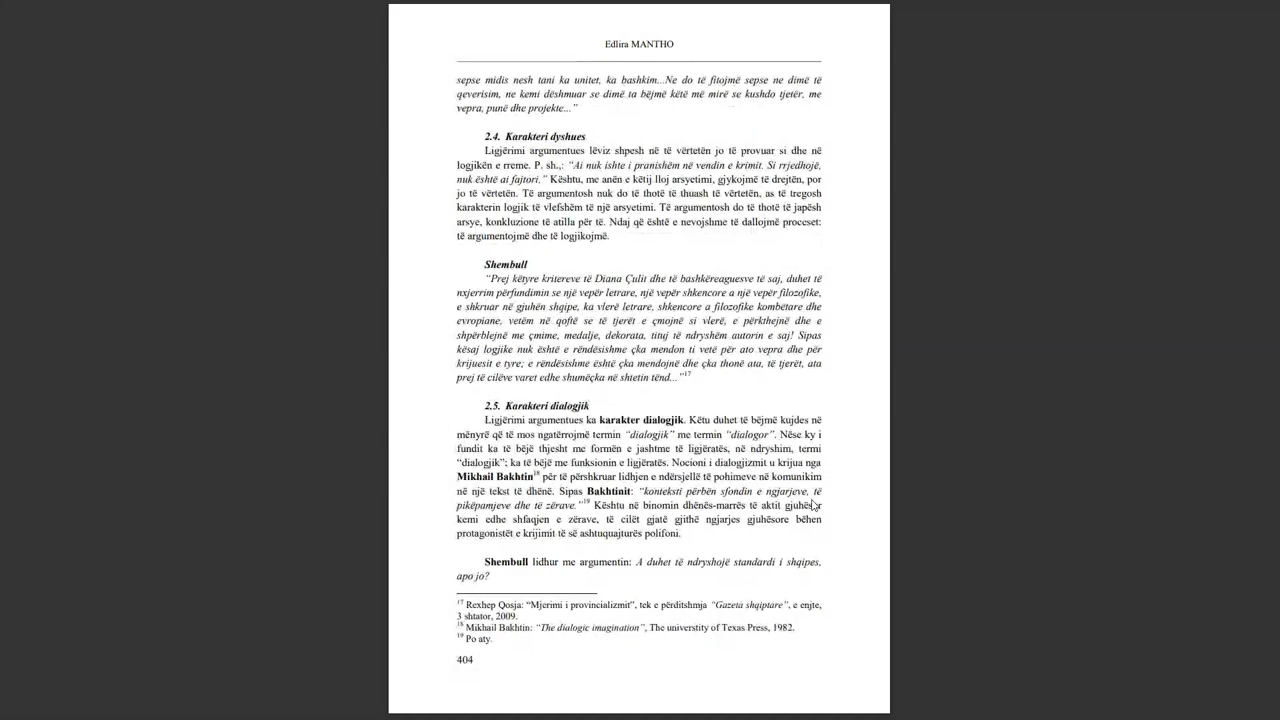 Edlira MANTHO
sepse midis nesh tani ka unitet, ka bashkim...Ne do të fitojmë sepse ne dimë të
qeverisim, ne kemi dëshmuar se dimë ta bëjmë këtë më mirë se kushdo tjetër, me
vepra, punë dhe projekte...”
2.4. Karakteri dyshues
Ligjërimi argumentues lëviz shpesh në të vërtetën jo të provuar si dhe në
logjikën e rreme. P. sh.,: “Ai nuk ishte i pranishëm në vendin e krimit. Si rrjedhojë,
nuk është ai fajtori.” Kështu, me anën e këtij lloj arsyetimi, gjykojmë të drejtën, por
jo të vërtetën. Të argumentosh nuk do të thotë të thuash të vërtetën, as të tregosh
karakterin logjik të vlefshëm të një arsyetimi. Të argumentosh do të thotë të japësh
arsye, konkluzione të atilla për të. Ndaj që është e nevojshme të dallojmë proceset:
të argumentojmë dhe të logjikojmë.
Shembull
“Prej këtyre kritereve të Diana Çulit dhe të bashkëreaguesve të saj, duhet të
nxjerrim përfundimin se një vepër letrare, një vepër shkencore a një vepër filozofike,
e shkruar në gjuhën shqipe, ka vlerë letrare, shkencore a filozofike kombëtare dhe
evropiane, vetëm në qoftë se të tjerët e çmojnë si vlerë, e përkthejnë dhe e
shpërblejnë me çmime, medalje, dekorata, tituj të ndryshëm autorin e saj! Sipas
kësaj logjike nuk është e rëndësishme çka mendon ti vetë për ato vepra dhe për
krijuesit e tyre; e rëndësishme është çka mendojnë dhe çka thonë ata, të tjerët, ata
prej të cilëve varet edhe shumëçka në shtetin tënd...”17
2.5. Karakteri dialogjik
Ligjërimi argumentues ka karakter dialogjik. Këtu duhet të bëjmë kujdes në
mënyrë që të mos ngatërrojmë termin “dialogjik” me termin “dialogor”. Nëse ky i
fundit ka të bëjë thjesht me formën e jashtme të ligjëratës, në ndryshim, termi
“dialogjik”; ka të bëjë me funksionin e ligjëratës. Nocioni i dialogjizmit u krijua nga
Mikhail Bakhtin18 për të përshkruar lidhjen e ndërsjellë të pohimeve në komunikim
në një tekst të dhënë. Sipas Bakhtinit: “konteksti përbën sfondin e ngjarjeve, të
pikëpamjeve dhe të zërave.”19 Kështu në binomin dhënës-marrës të aktit gjuhësor
kemi edhe shfaqjen e zërave, të cilët gjatë gjithë ngjarjes gjuhësore bëhen
protagonistët e krijimit të së ashtuquajturës polifoni.
Shembull lidhur me argumentin: A duhet të ndryshojë standardi i shqipes,
apo jo?
17 Rexhep Qosja: “Mjerimi i provincializmit”, tek e përditshmja “Gazeta shqiptare”, e enjte,
3 shtator, 2009.
18 Mikhail Bakhtin: “The dialogic imagination”, The universtity of Texas Press, 1982.
19 Po aty.
404